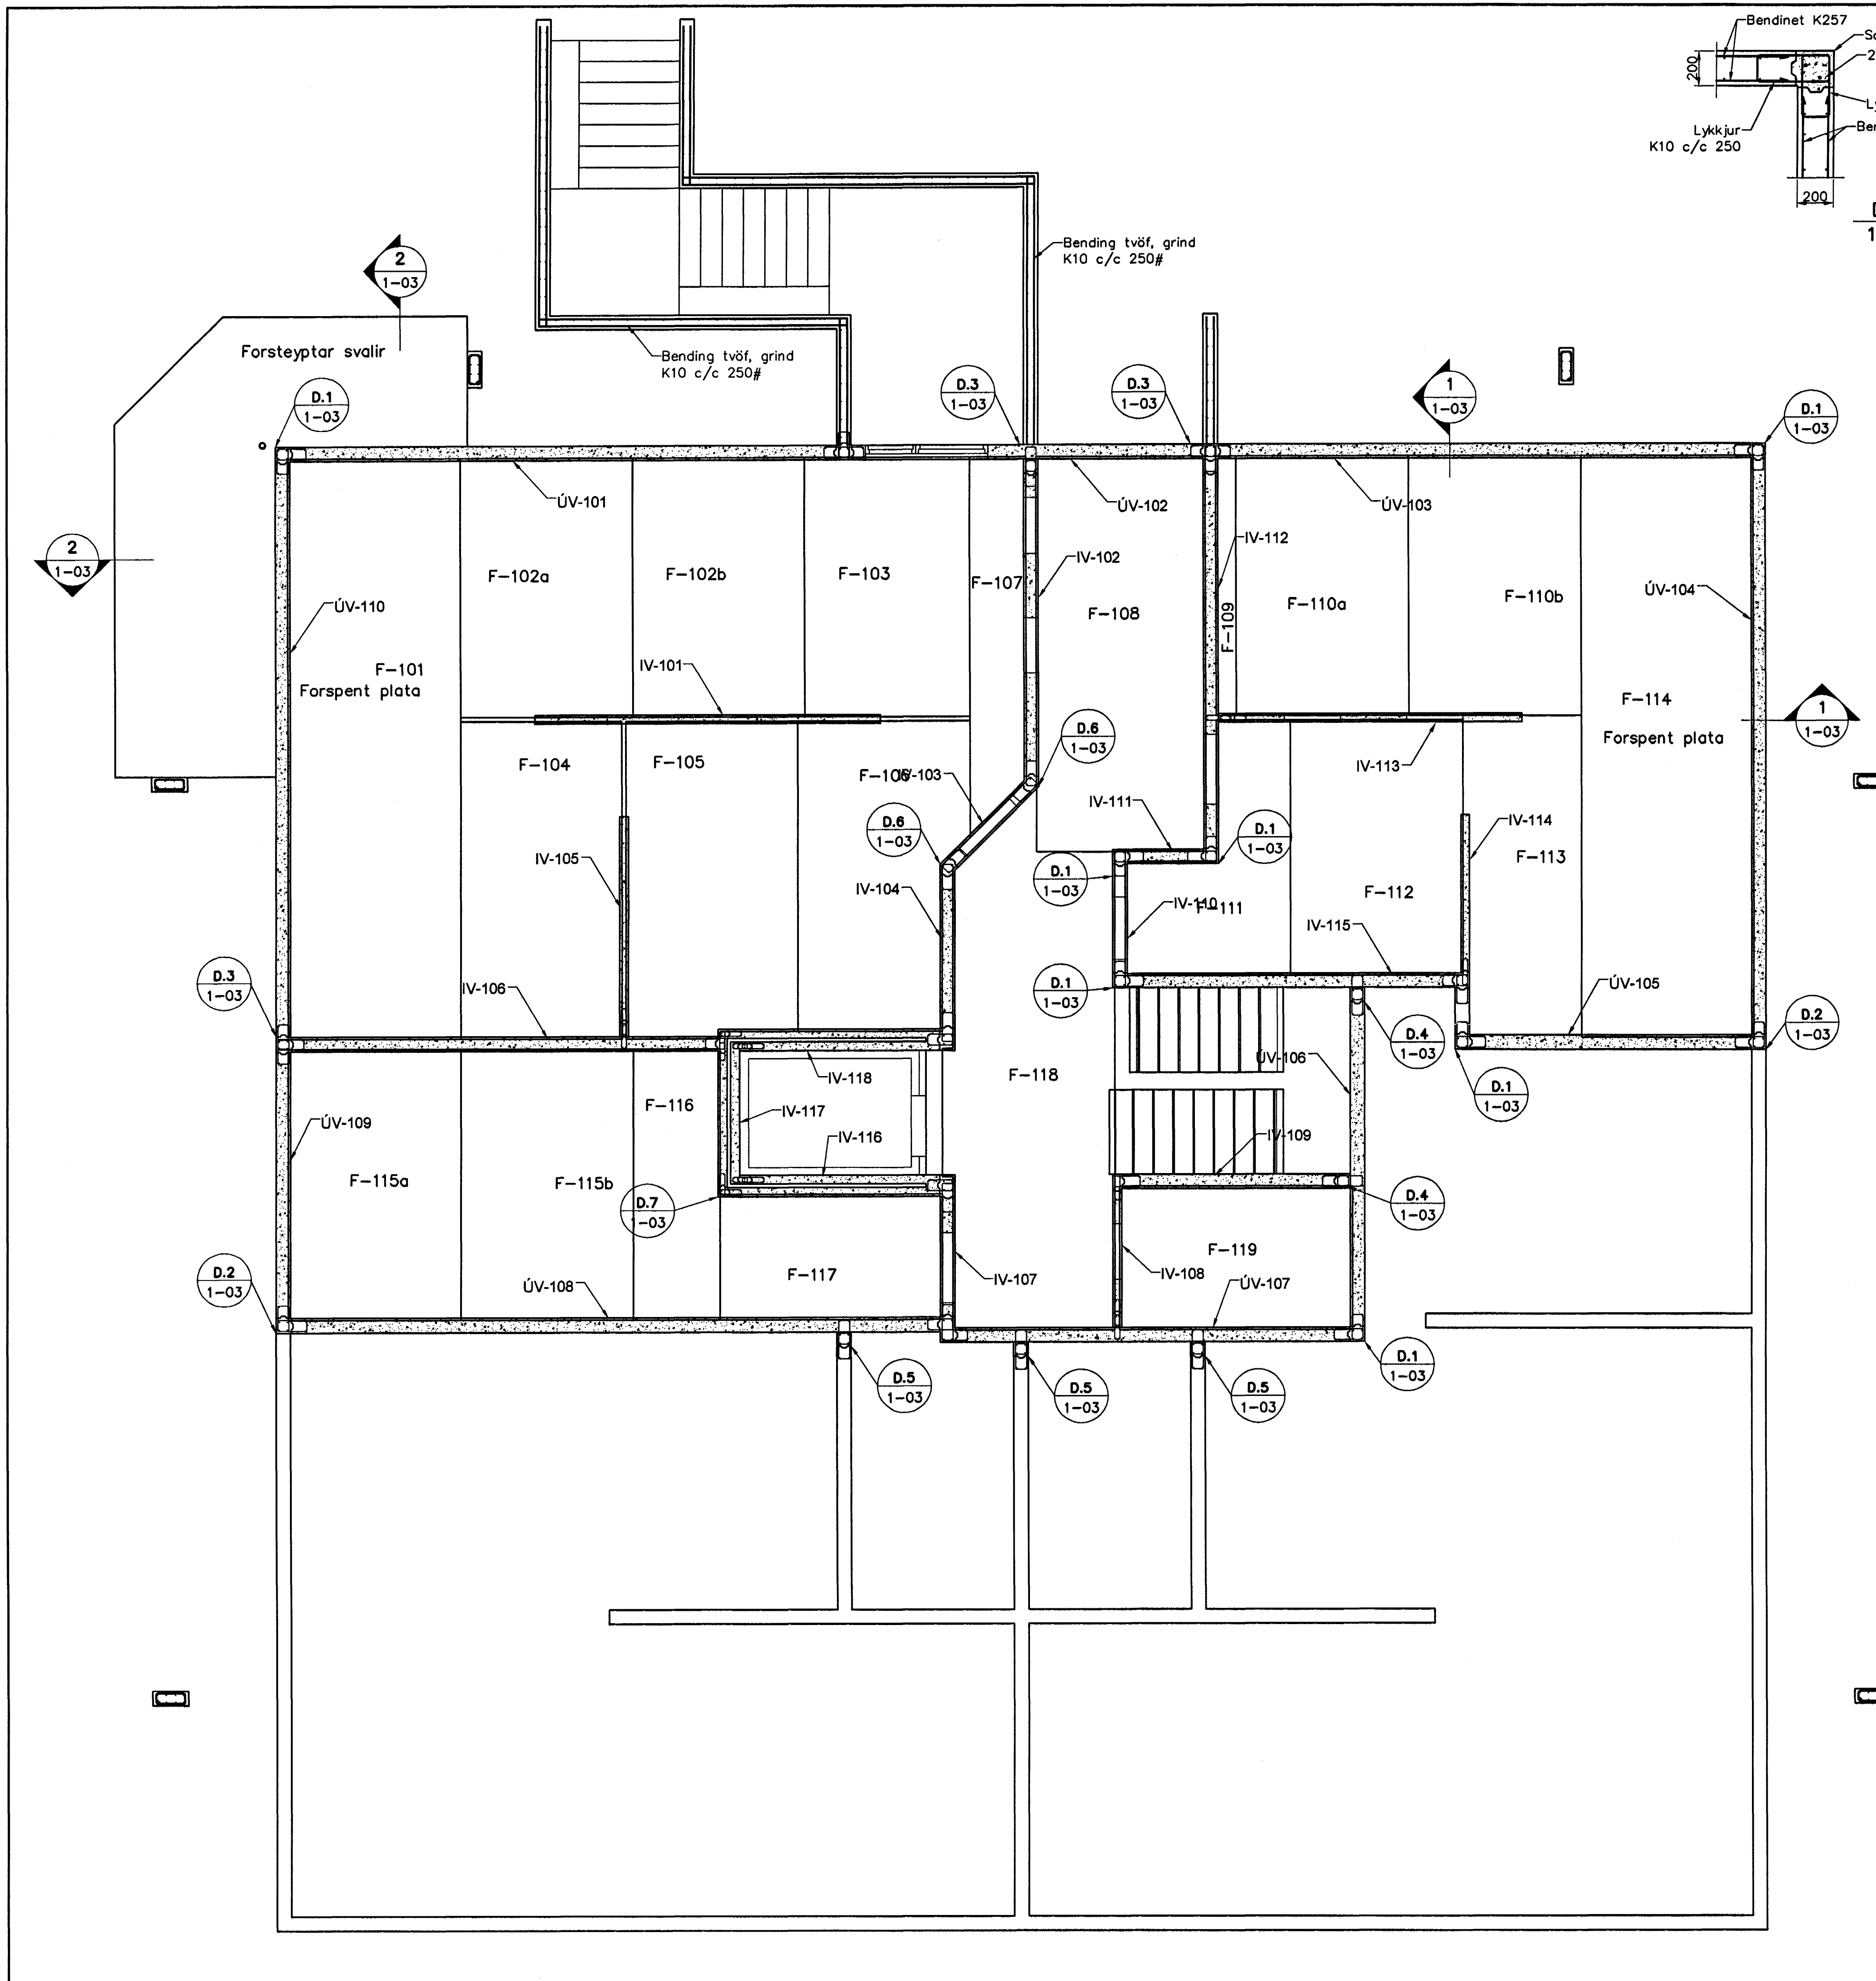 Bendinet K257
200
Lykkjur
K10 c/c 250
200
2
1-03
Bending tvöf, grind
K10 c/c 250#
Forsteyptar svalir
Bending tvöf, grind
K10 c/c 250#
D.1
1-03
D.3
1-03
D.3
1-03
1
1-03
D.1
1-03
ÚV-101
ÚV-102
ÚV-103
2
1-03
IV-112
IV-102
F-102a
F-102b
F-103
F-107
F-108
F-109
F-110a
F-110b
ÚV-104
ÚV-110
F-101
Forspent plata
IV-101
F-114
Forspent plata
1
1-03
D.6
1-03
F-104
F-105
F-106
IV-103
IV-113
IV-111
D.6
1-03
D.1
1-03
IV-114
F-113
IV-105
D.1
1-03
IV-104
IV-110
F-111
F-112
IV-115
D.3
1-03
IV-106
D.1
1-03
ÚV-105
D.4
1-03
D.2
1-03
F-118
ÚV-106
IV-118
D.1
1-03
F-116
IV-117
ÚV-109
IV-116
IV-109
F-115a
F-115b
D.7
1-03
D.4
1-03
F-119
D.2
1-03
ÚV-108
F-117
IV-107
IV-108
ÚV-107
D.5
1-03
D.5
1-03
D.5
1-03
D.1
1-03